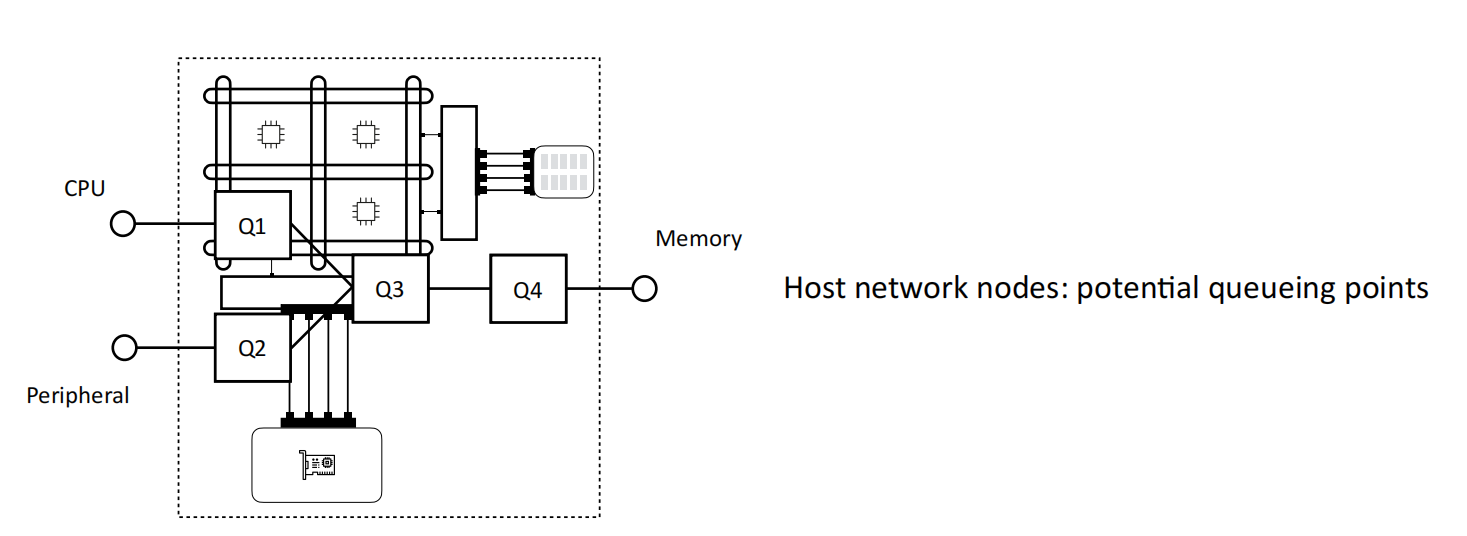 CPU
Q1
Memory
Q3
Q4
Host network nodes: potential queueing points
Q2
Peripheral